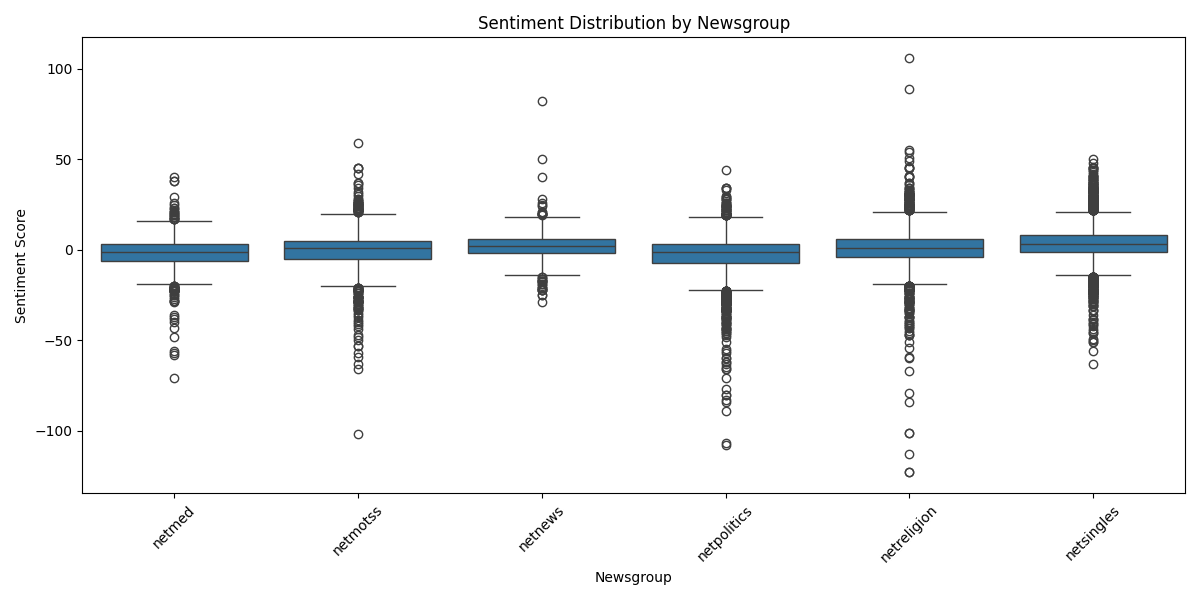 Sentiment Distribution by Newsgroup
Sentiment Score
100
50
0
−50
−100
netmed
netmotss
netnews
netpolitics
netreligion
netsingles
Newsgroup